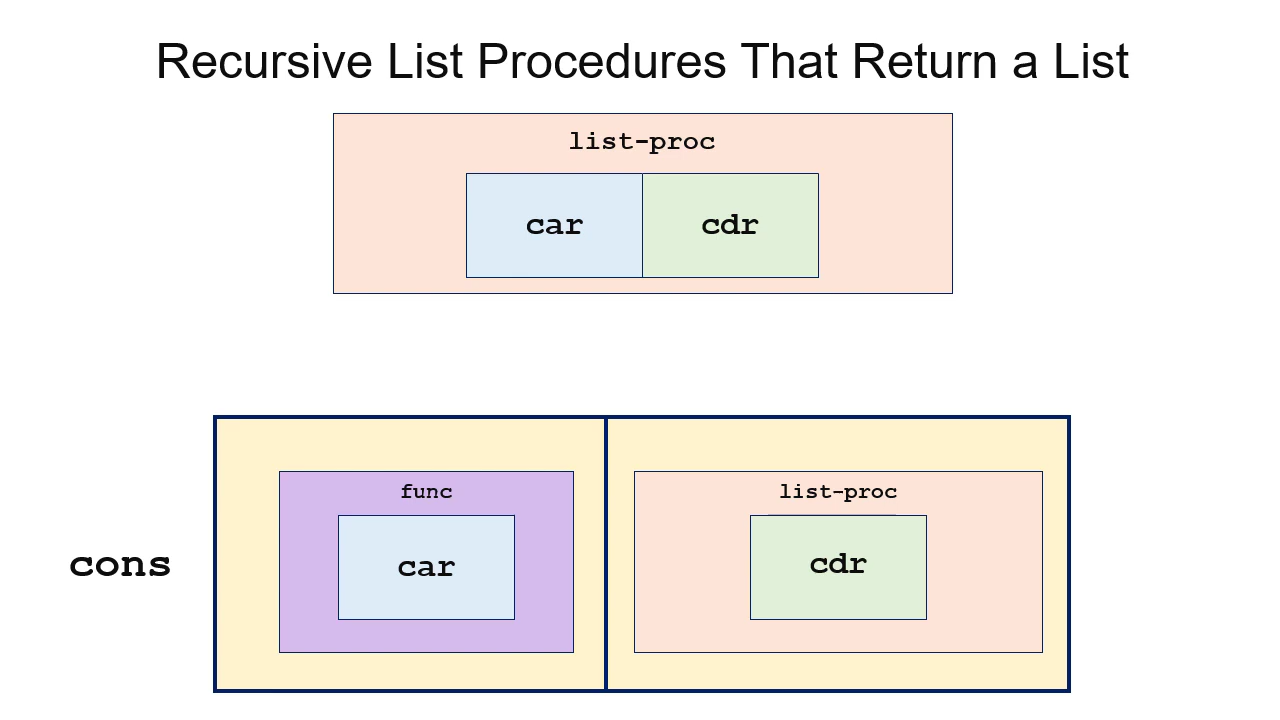 Recursive List Procedures That Return a List
list-proc
car
cdr
cons
func
car
list-proc
cdr